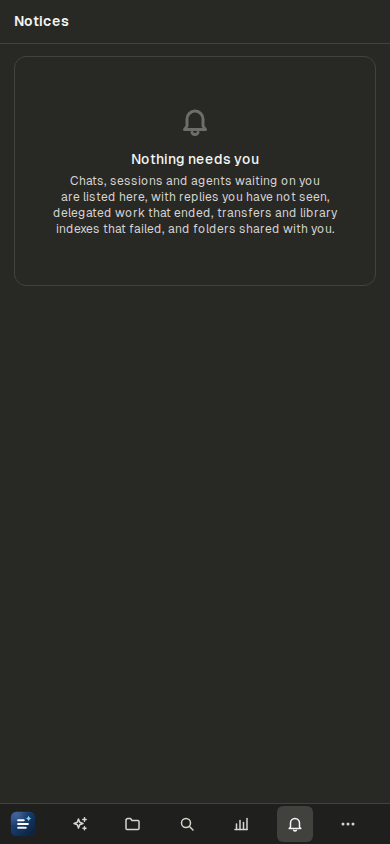 Notices
Nothing needs you
Chats, sessions and agents waiting on you
are listed here, with replies you have not seen,
delegated work that ended, transfers and library
indexes that failed, and folders shared with you.